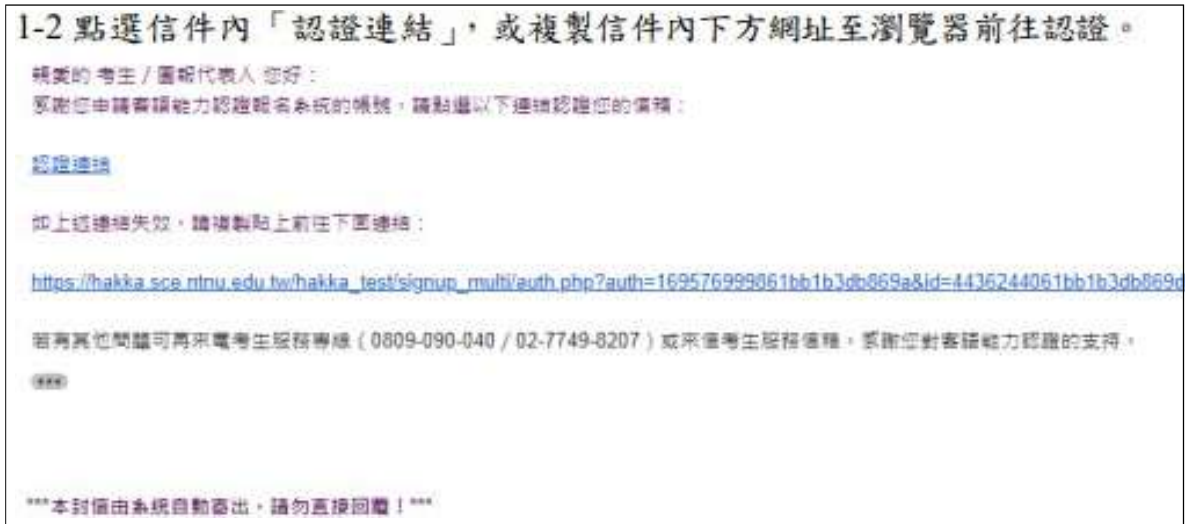 1-2 點選信件內「認證連結」，或複製信件內下方網址至瀏覽器前往認證。
親愛的 考生 / 團報代表人 您好：
感謝您申請客語能力認證報名系統的帳號，請點選以下連結認證您的信箱：
認證連結
如上述連結失效，請複製貼上前往下面連結：
https://hakka.sce.ntnu.edu.tw/hakka_test/signup_multi/auth.php?auth=169576999861bb1b3db869a&id=4436244061bb1b3db869d
若有其他問題可再來電考生服務專線（0809-090-040 / 02-7749-8207）或來信考生服務信箱，感謝您對客語能力認證的支持。
***本封信由系統自動寄出，請勿直接回覆！***